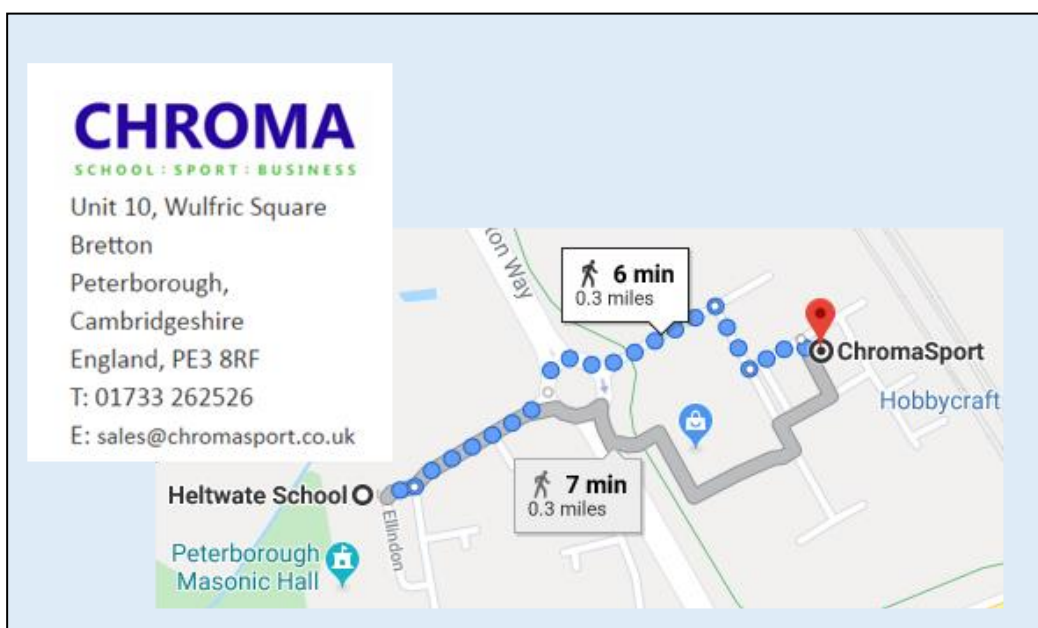 CHROMA
SCHOOL : SPORT : BUSINESS
Unit 10, Wulfric Square
Bretton
Peterborough,
Cambridgeshire
England, PE3 8RF
T: 01733 262526
E: sales@chromasport.co.uk
ton Way
6 min
0.3 miles
ChromaSport
Hobbycraft
7 min
0.3 miles
Heltwate School
Ellindon
Peterborough
Masonic Hall